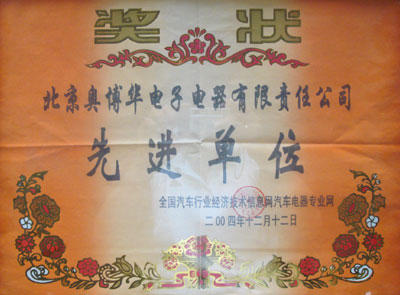 奖状
北京奥博华电子电器有限责任公司
先进单位
全国汽车行业经济技术信息网汽车电器专业网
二00四年十二月十二日